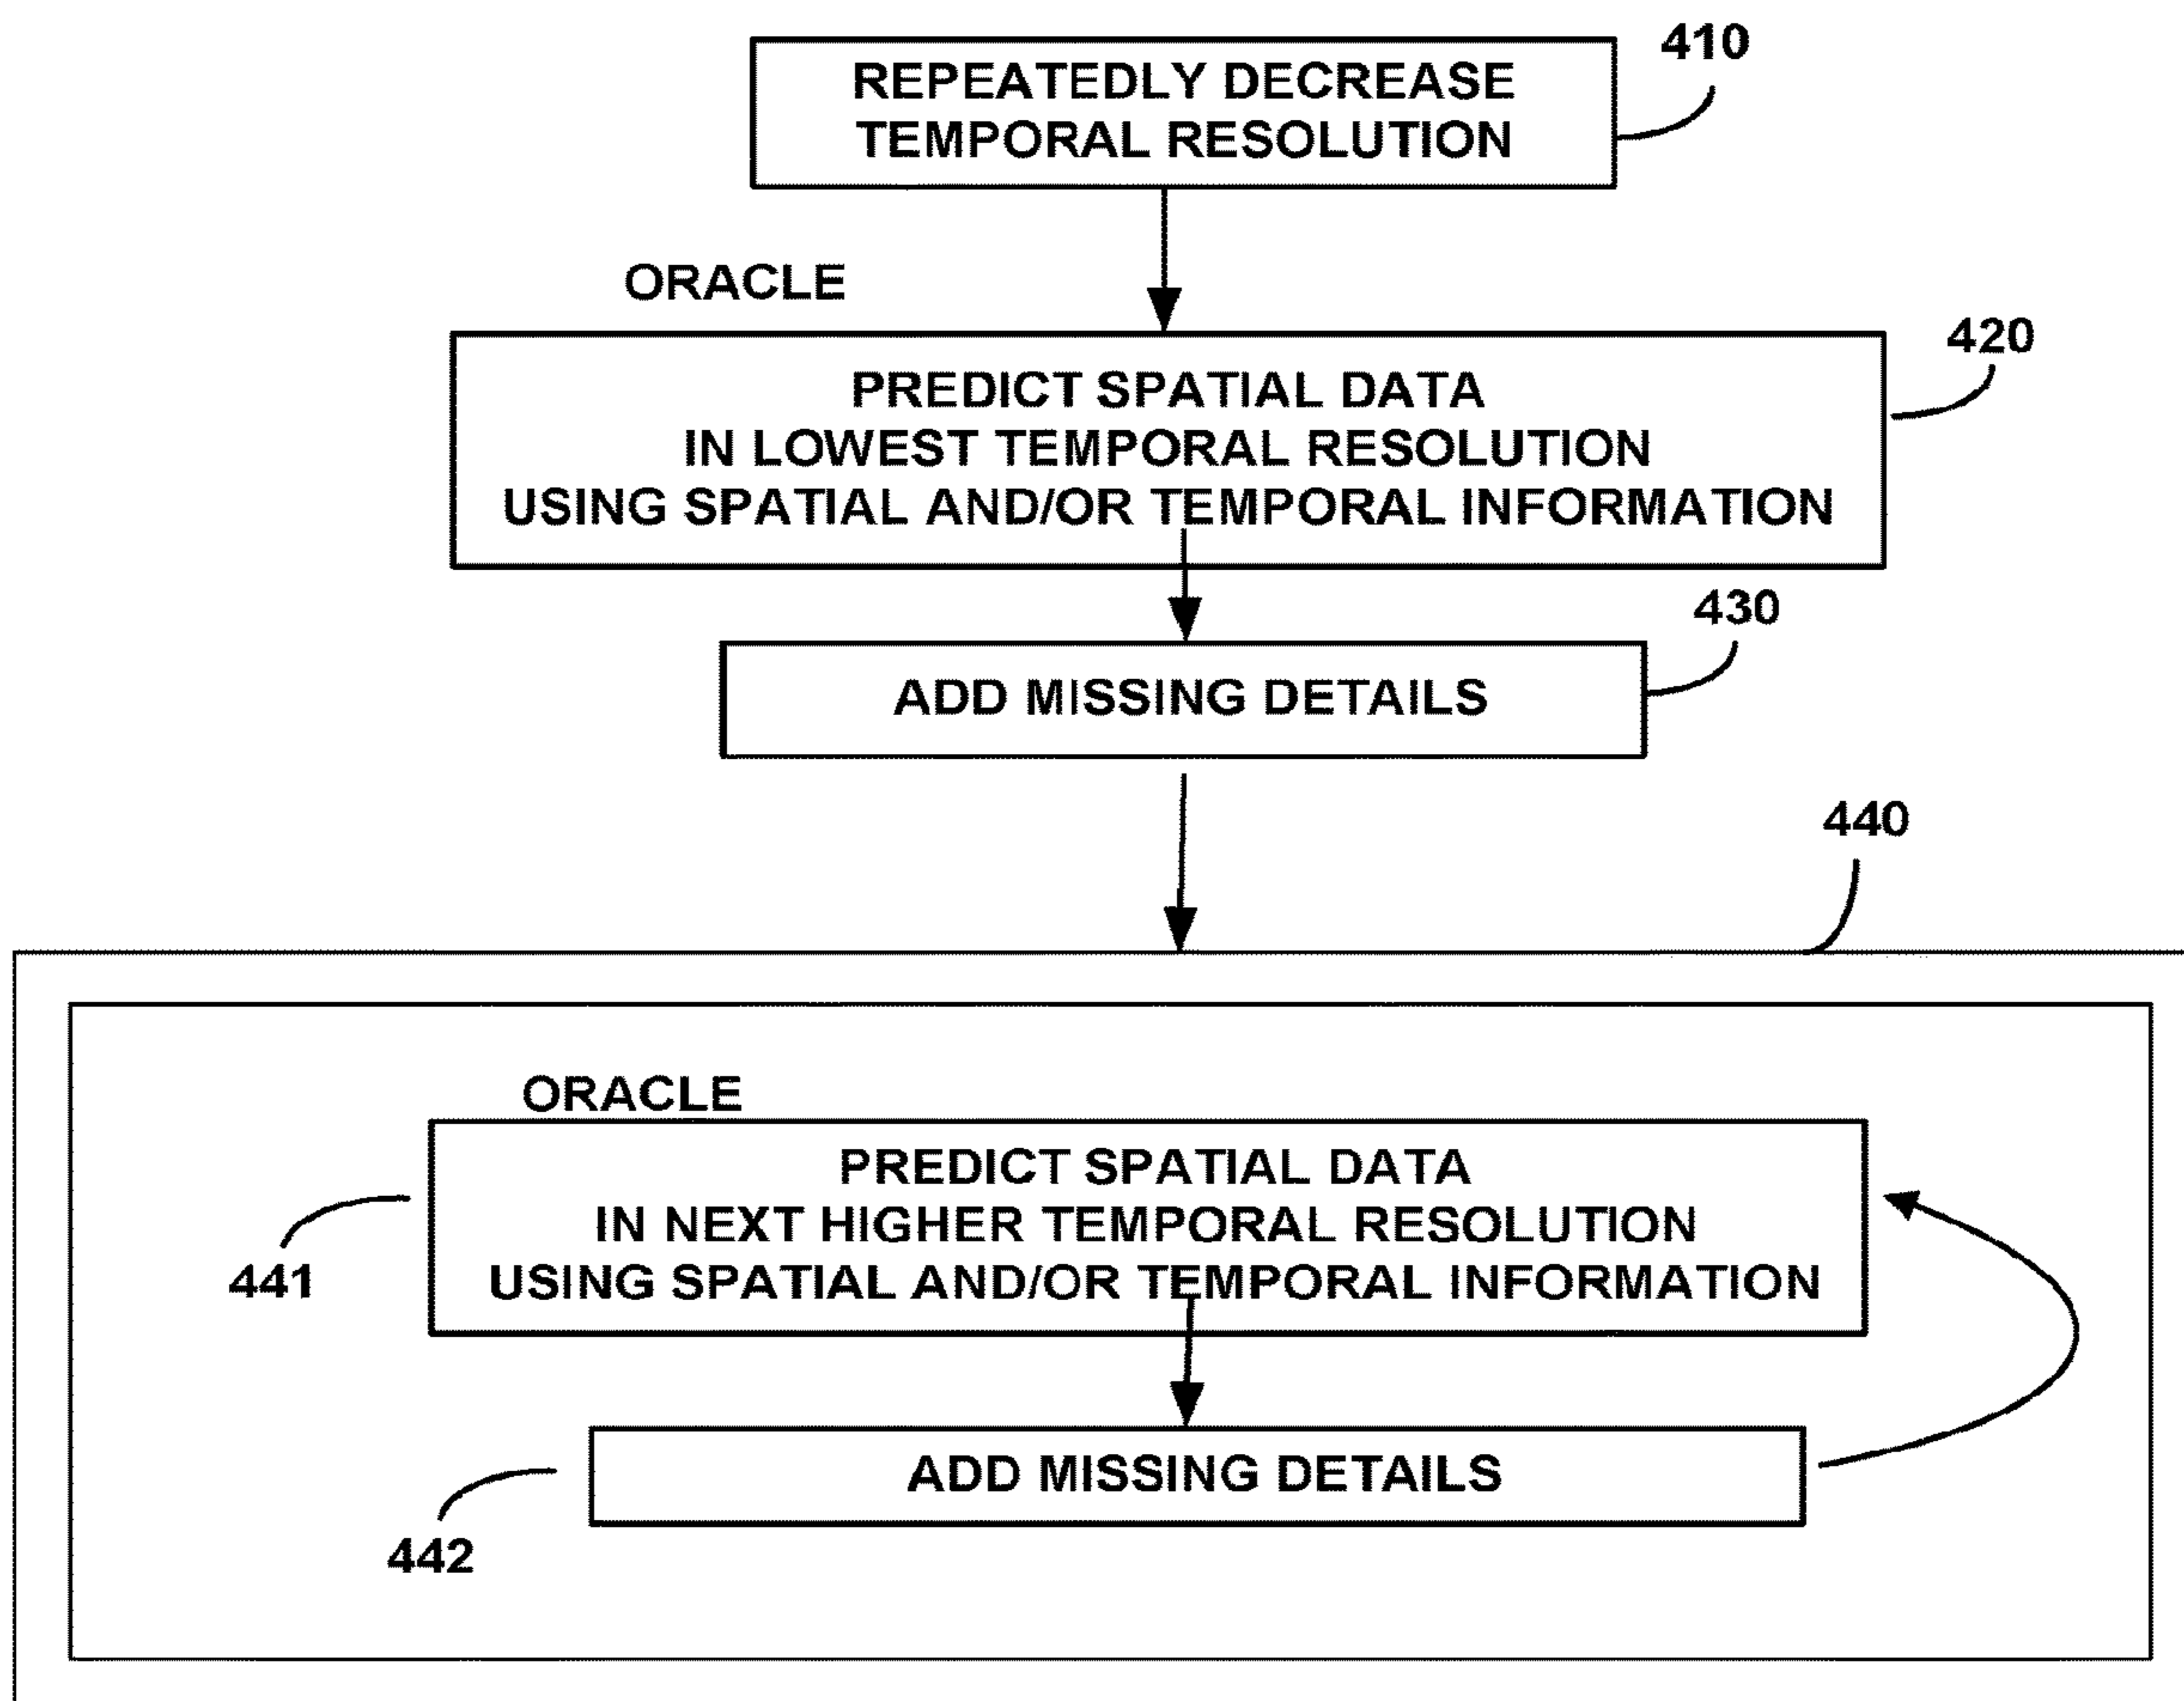 410
REPEATEDLY DECREASE
TEMPORAL RESOLUTION
ORACLE
420
PREDICT SPATIAL DATA
IN LOWEST TEMPORAL RESOLUTION
USING SPATIAL AND/OR TEMPORAL INFORMATION
430
ADD MISSING DETAILS
440
ORACLE
PREDICT SPATIAL DATA
IN NEXT HIGHER TEMPORAL RESOLUTION
USING SPATIAL AND/OR TEMPORAL INFORMATION
441
ADD MISSING DETAILS
442